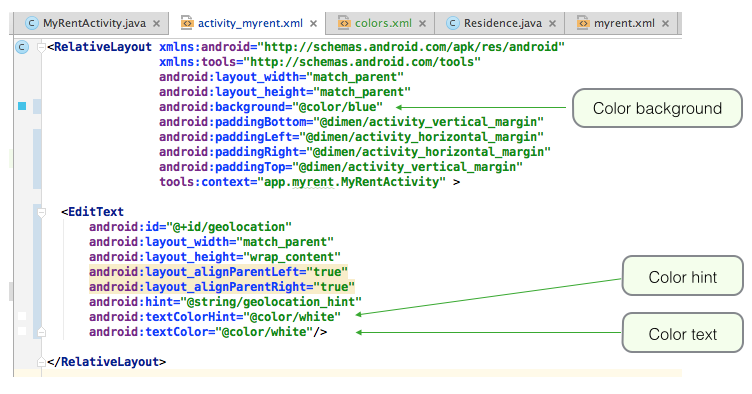 MyRentActivity.java activity_myrent.xml colors.xml Residence.java myrent.xml
<RelativeLayout xmlns:android="http://schemas.android.com/apk/res/android"
xmlns:tools="http://schemas.android.com/tools"
android:layout_width="match_parent"
android:layout_height="match_parent"
android:background="@color/blue"
Color background
android:paddingBottom="@dimen/activity_vertical_margin"
android:paddingLeft="@dimen/activity_horizontal_margin"
android:paddingRight="@dimen/activity_horizontal_margin"
android:paddingTop="@dimen/activity_vertical_margin"
tools:context="app.myrent.MyRentActivity" >
<EditText
android:id="@+id/geolocation"
android:layout_width="match_parent"
android:layout_height="wrap_content"
android:layout_alignParentLeft="true"
android:layout_alignParentRight="true"
android:hint="@string/geolocation_hint"
android:textColorHint="@color/white"
Color hint
android:textColor="@color/white"/>
Color text
</RelativeLayout>